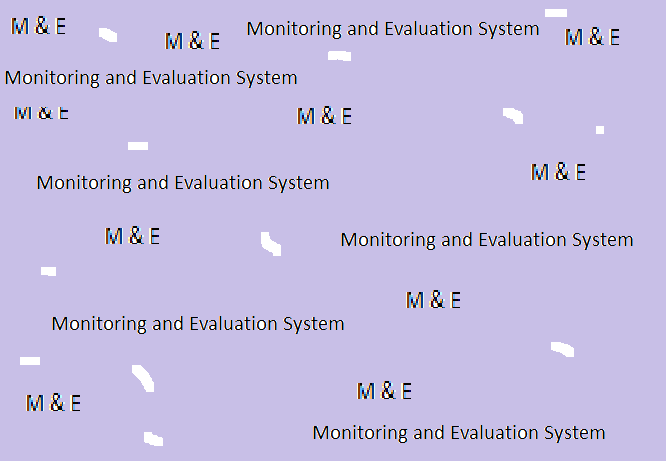 M & E
M & E
Monitoring and Evaluation System
M & E
Monitoring and Evaluation System
M & E
M & E
M & E
Monitoring and Evaluation System
M & E
Monitoring and Evaluation System
M & E
Monitoring and Evaluation System
M & E
M & E
Monitoring and Evaluation System